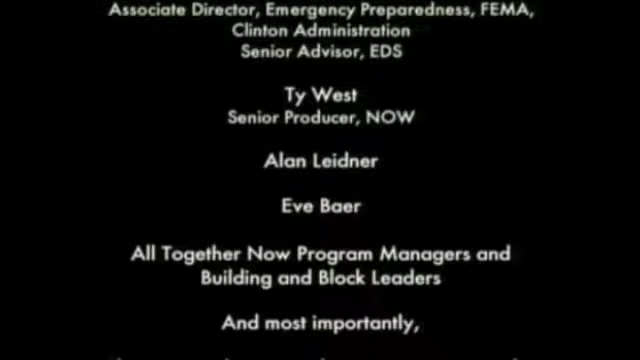 Associate Director, Emergency Preparedness, FEMA,
Clinton Administration
Senior Advisor, EDS
Ty West
Senior Producer, NOW
Alan Leidner
Eve Baer
All Together Now Program Managers and
Building and Block Leaders
And most importantly,